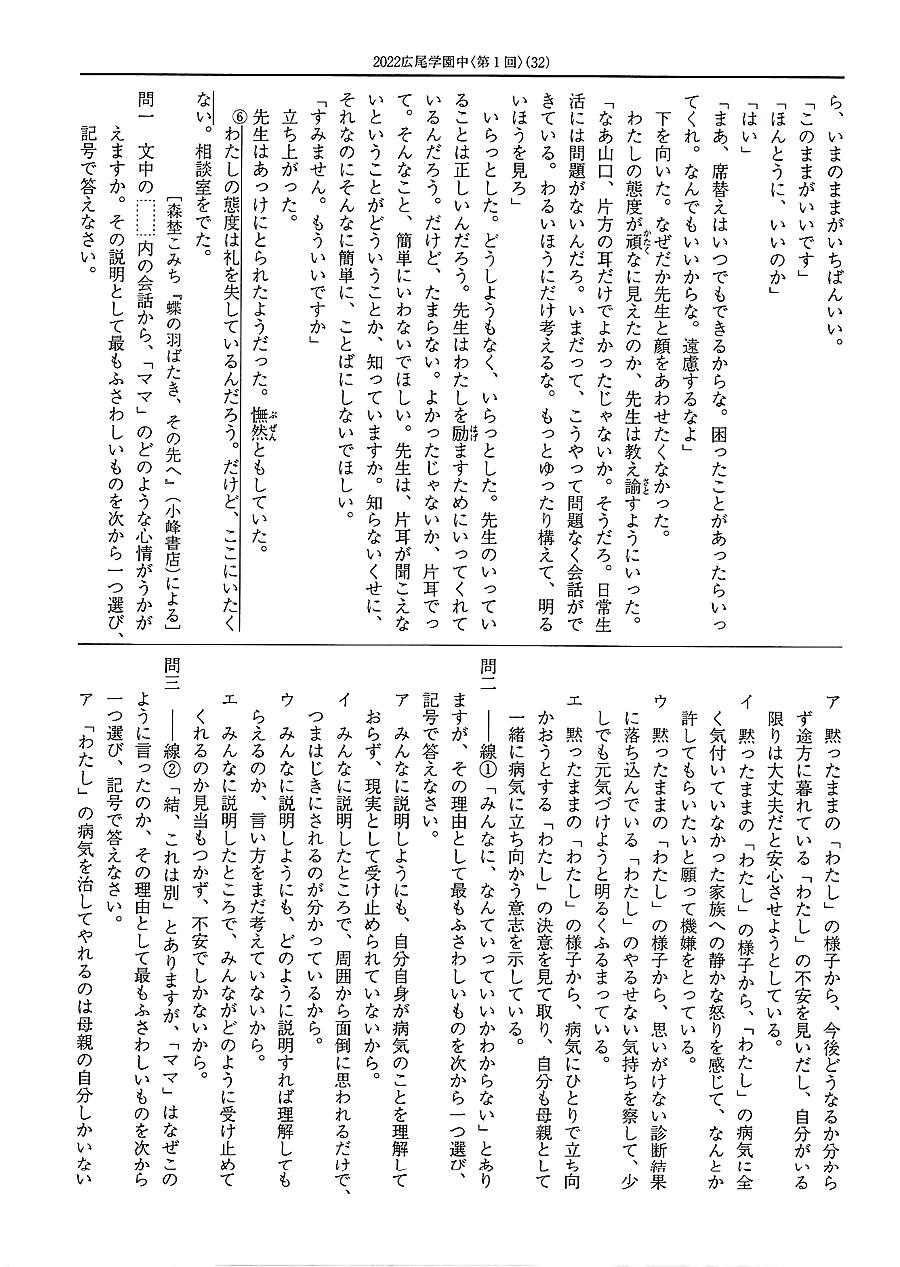 2022広尾学園中〈第1回〉(32)
ら、いまのままがいちばんいい。
「このままがいいです」
「ほんとうに、いいのか」
「はい」
「まあ、席替えはいつでもできるからな。困ったことがあったらいっ
てくれ。なんでもいいからな。遠慮するなよ」
下を向いた。なぜだか先生と顔をあわせたくなかった。
わたしの態度が頑なに見えたのか、先生は教え諭すようにいった。
「なあ山口、片方の耳だけでよかったじゃないか。そうだろ。日常生
活には問題がないんだろ。いまだって、こうやって問題なく会話がで
きている。わるいほうにだけ考えるな。もっとゆったり構えて、明る
いほうを見ろ」
いらっとした。どうしようもなく、いらっとした。先生のいってい
ることは正しいんだろう。先生はわたしを励ますためにいってくれて
いるんだろう。だけど、たまらない。よかったじゃないか、片耳でっ
て。そんなこと、簡単にいわないでほしい。先生は、片耳が聞こえな
いということがどういうことか、知っていますか。知らないくせに、
それなのにそんなに簡単に、ことばにしないでほしい。
「すみません。もういいですか」
立ち上がった。
先生はあっけにとられたようだった。憮然ともしていた。
⑥わたしの態度は礼を失しているんだろう。だけど、ここにいたく
ない。相談室をでた。
[森埜こみち『蝶の羽ばたき、その先へ』(小峰書店)による]
問一 文中の 内の会話から、「ママ」のどのような心情がうかが
えますか。その説明として最もふさわしいものを次から一つ選び、
記号で答えなさい。
ア 黙ったままの「わたし」の様子から、今後どうなるか分から
ず途方に暮れている「わたし」の不安を見いだし、自分がいる
限りは大丈夫だと安心させようとしている。
イ 黙ったままの「わたし」の様子から、「わたし」の病気に全
く気付いていなかった家族への静かな怒りを感じて、なんとか
許してもらいたいと願って機嫌をとっている。
ウ 黙ったままの「わたし」の様子から、思いがけない診断結果
に落ち込んでいる「わたし」のやるせない気持ちを察して、少
しでも元気づけようと明るくふるまっている。
エ 黙ったままの「わたし」の様子から、病気にひとりで立ち向
かおうとする「わたし」の決意を見て取り、自分も母親として
一緒に病気に立ち向かう意志を示している。
問二 ――線①「みんなに、なんていっていいかわからない」とあり
ますが、その理由として最もふさわしいものを次から一つ選び、
記号で答えなさい。
ア みんなに説明しようにも、自分自身が病気のことを理解して
おらず、現実として受け止められていないから。
イ みんなに説明したところで、周囲から面倒に思われるだけで、
つまはじきにされるのが分かっているから。
ウ みんなに説明しようにも、どのように説明すれば理解しても
らえるのか、言い方をまだ考えていないから。
エ みんなに説明したところで、みんながどのように受け止めて
くれるのか見当もつかず、不安でしかないから。
問三 ――線②「結、これは別」とありますが、「ママ」はなぜこの
ように言ったのか、その理由として最もふさわしいものを次から
一つ選び、記号で答えなさい。
ア 「わたし」の病気を治してやれるのは母親の自分しかいない